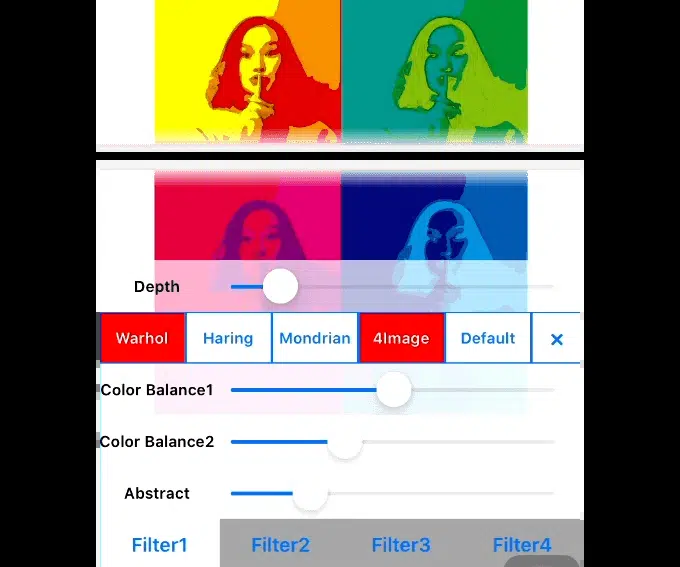 Depth
Warhol Haring Mondrian 4Image Default ×
Color Balance1
Color Balance2
Abstract
Filter1 Filter2 Filter3 Filter4